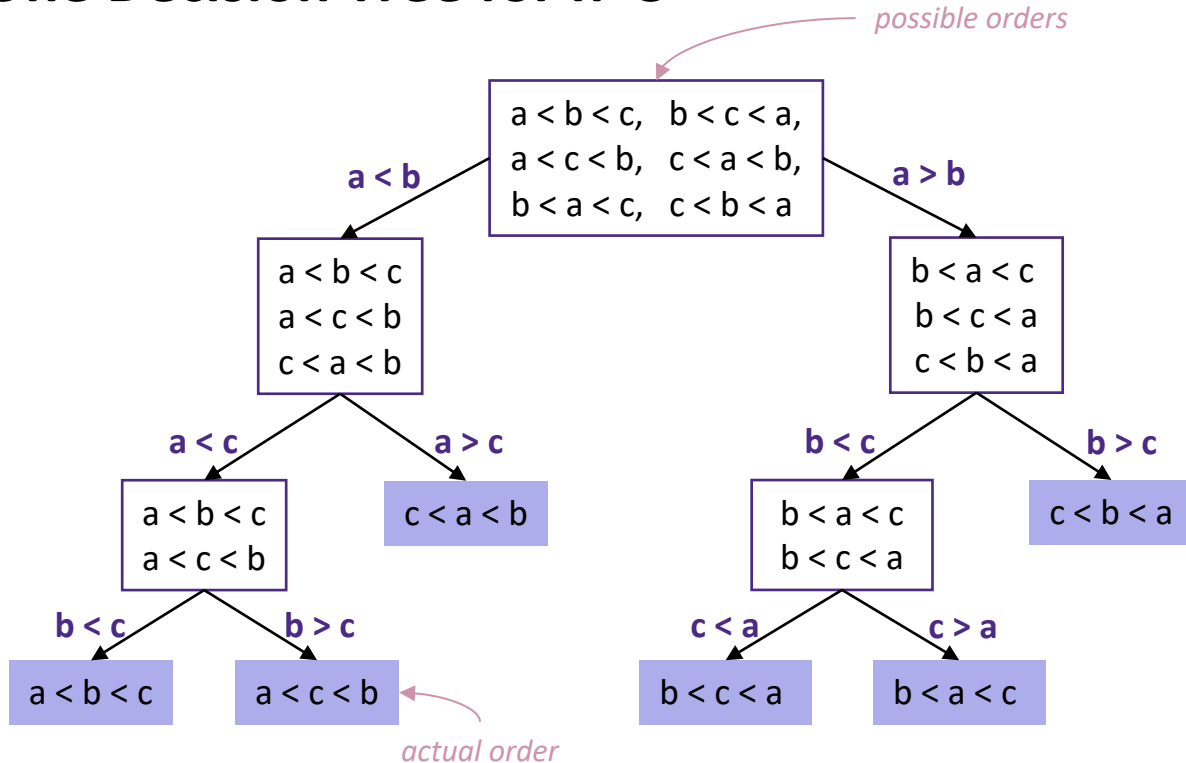 possible orders
a < b < c, b < c < a,
a < c < b, c < a < b,
b < a < c, c < b < a
a < b
a > b
a < b < c
a < c < b
c < a < b
b < a < c
b < c < a
c < b < a
a < c
a > c
b < c
b > c
a < b < c
a < c < b
c < a < b
b < a < c
b < c < a
c < b < a
b < c
b > c
c < a
c > a
a < b < c
a < c < b
b < c < a
b < a < c
actual order